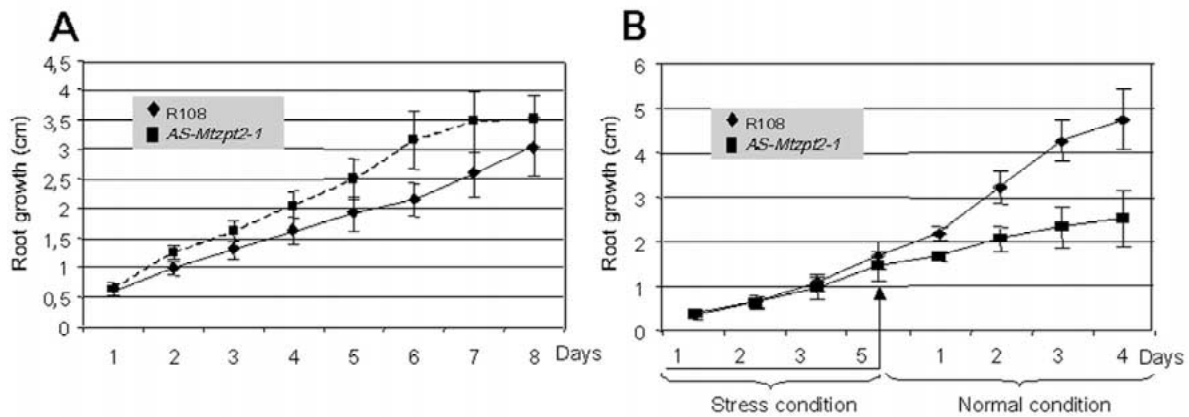 A
Root growth (cm)
4,5
4
3,5
3
2,5
2
1,5
1
0,5
0
R108
AS-Mtzpt2-1
1 2 3 4 5 6 7 8 Days
B
Root growth (cm)
6
5
4
3
2
1
0
R108
AS-Mtzpt2-1
1 2 3 5 1 2 3 4 Days
Stress condition Normal condition